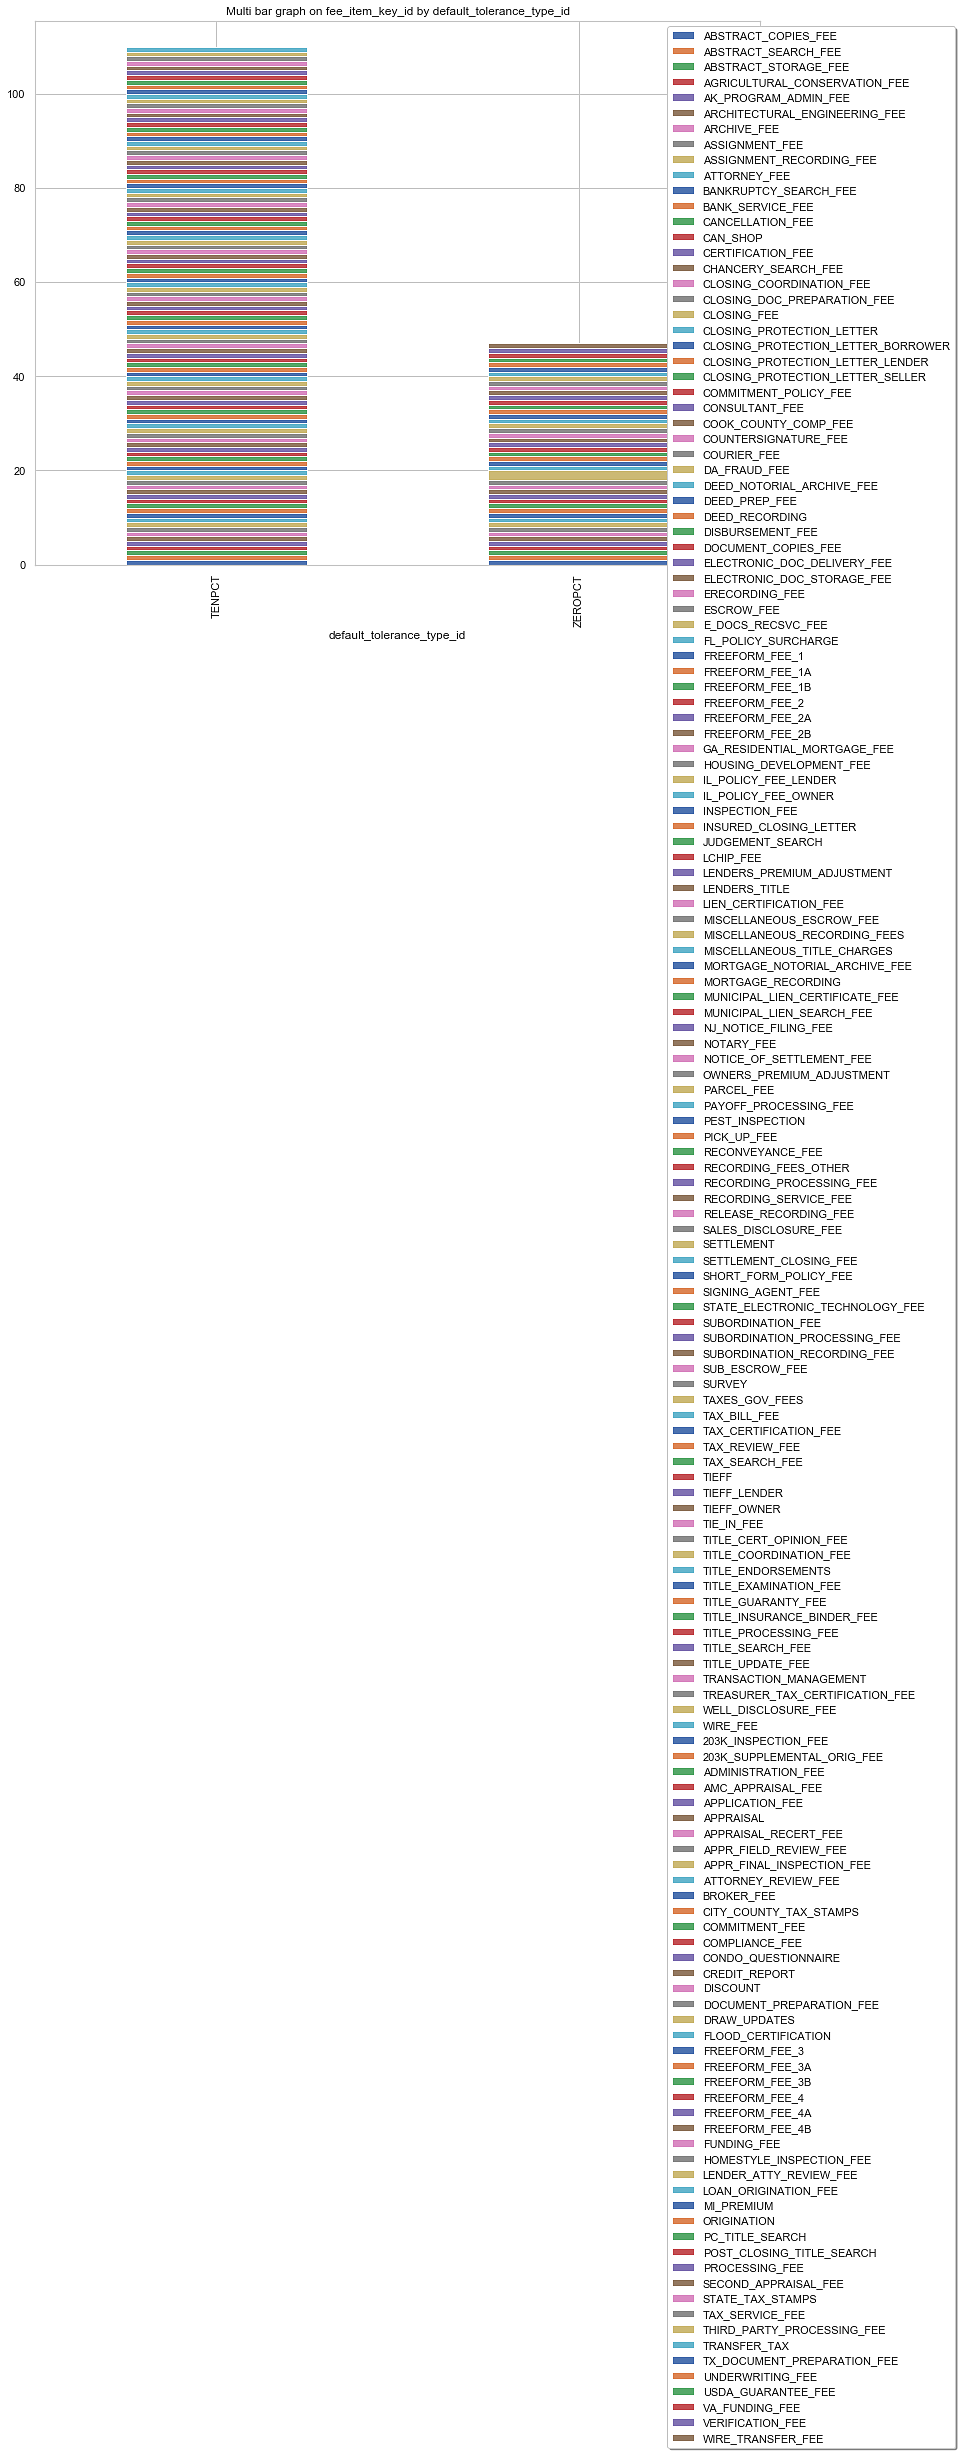 Multi bar graph on fee_item_key_id by default_tolerance_type_id
100
80
60
40
20
0
TENPCT
ZEROPCT
default_tolerance_type_id
ABSTRACT_COPIES_FEE
ABSTRACT_SEARCH_FEE
ABSTRACT_STORAGE_FEE
AGRICULTURAL_CONSERVATION_FEE
AK_PROGRAM_ADMIN_FEE
ARCHITECTURAL_ENGINEERING_FEE
ARCHIVE_FEE
ASSIGNMENT_FEE
ASSIGNMENT_RECORDING_FEE
ATTORNEY_FEE
BANKRUPTCY_SEARCH_FEE
BANK_SERVICE_FEE
CANCELLATION_FEE
CAN_SHOP
CERTIFICATION_FEE
CHANCERY_SEARCH_FEE
CLOSING_COORDINATION_FEE
CLOSING_DOC_PREPARATION_FEE
CLOSING_FEE
CLOSING_PROTECTION_LETTER
CLOSING_PROTECTION_LETTER_BORROWER
CLOSING_PROTECTION_LETTER_LENDER
CLOSING_PROTECTION_LETTER_SELLER
COMMITMENT_POLICY_FEE
CONSULTANT_FEE
COOK_COUNTY_COMP_FEE
COUNTERSIGNATURE_FEE
COURIER_FEE
DA_FRAUD_FEE
DEED_NOTORIAL_ARCHIVE_FEE
DEED_PREP_FEE
DEED_RECORDING
DISBURSEMENT_FEE
DOCUMENT_COPIES_FEE
ELECTRONIC_DOC_DELIVERY_FEE
ELECTRONIC_DOC_STORAGE_FEE
ERECORDING_FEE
ESCROW_FEE
E_DOCS_RECSVC_FEE
FL_POLICY_SURCHARGE
FREEFORM_FEE_1
FREEFORM_FEE_1A
FREEFORM_FEE_1B
FREEFORM_FEE_2
FREEFORM_FEE_2A
FREEFORM_FEE_2B
GA_RESIDENTIAL_MORTGAGE_FEE
HOUSING_DEVELOPMENT_FEE
IL_POLICY_FEE_LENDER
IL_POLICY_FEE_OWNER
INSPECTION_FEE
INSURED_CLOSING_LETTER
JUDGEMENT_SEARCH
LCHIP_FEE
LENDERS_PREMIUM_ADJUSTMENT
LENDERS_TITLE
LIEN_CERTIFICATION_FEE
MISCELLANEOUS_ESCROW_FEE
MISCELLANEOUS_RECORDING_FEES
MISCELLANEOUS_TITLE_CHARGES
MORTGAGE_NOTORIAL_ARCHIVE_FEE
MORTGAGE_RECORDING
MUNICIPAL_LIEN_CERTIFICATE_FEE
MUNICIPAL_LIEN_SEARCH_FEE
NJ_NOTICE_FILING_FEE
NOTARY_FEE
NOTICE_OF_SETTLEMENT_FEE
OWNERS_PREMIUM_ADJUSTMENT
PARCEL_FEE
PAYOFF_PROCESSING_FEE
PEST_INSPECTION
PICK_UP_FEE
RECONVEYANCE_FEE
RECORDING_FEES_OTHER
RECORDING_PROCESSING_FEE
RECORDING_SERVICE_FEE
RELEASE_RECORDING_FEE
SALES_DISCLOSURE_FEE
SETTLEMENT
SETTLEMENT_CLOSING_FEE
SHORT_FORM_POLICY_FEE
SIGNING_AGENT_FEE
STATE_ELECTRONIC_TECHNOLOGY_FEE
SUBORDINATION_FEE
SUBORDINATION_PROCESSING_FEE
SUBORDINATION_RECORDING_FEE
SUB_ESCROW_FEE
SURVEY
TAXES_GOV_FEES
TAX_BILL_FEE
TAX_CERTIFICATION_FEE
TAX_REVIEW_FEE
TAX_SEARCH_FEE
TIEFF
TIEFF_LENDER
TIEFF_OWNER
TIE_IN_FEE
TITLE_CERT_OPINION_FEE
TITLE_COORDINATION_FEE
TITLE_ENDORSEMENTS
TITLE_EXAMINATION_FEE
TITLE_GUARANTY_FEE
TITLE_INSURANCE_BINDER_FEE
TITLE_PROCESSING_FEE
TITLE_SEARCH_FEE
TITLE_UPDATE_FEE
TRANSACTION_MANAGEMENT
TREASURER_TAX_CERTIFICATION_FEE
WELL_DISCLOSURE_FEE
WIRE_FEE
203K_INSPECTION_FEE
203K_SUPPLEMENTAL_ORIG_FEE
ADMINISTRATION_FEE
AMC_APPRAISAL_FEE
APPLICATION_FEE
APPRAISAL
APPRAISAL_RECERT_FEE
APPR_FIELD_REVIEW_FEE
APPR_FINAL_INSPECTION_FEE
ATTORNEY_REVIEW_FEE
BROKER_FEE
CITY_COUNTY_TAX_STAMPS
COMMITMENT_FEE
COMPLIANCE_FEE
CONDO_QUESTIONNAIRE
CREDIT_REPORT
DISCOUNT
DOCUMENT_PREPARATION_FEE
DRAW_UPDATES
FLOOD_CERTIFICATION
FREEFORM_FEE_3
FREEFORM_FEE_3A
FREEFORM_FEE_3B
FREEFORM_FEE_4
FREEFORM_FEE_4A
FREEFORM_FEE_4B
FUNDING_FEE
HOMESTYLE_INSPECTION_FEE
LENDER_ATTY_REVIEW_FEE
LOAN_ORIGINATION_FEE
MI_PREMIUM
ORIGINATION
PC_TITLE_SEARCH
POST_CLOSING_TITLE_SEARCH
PROCESSING_FEE
SECOND_APPRAISAL_FEE
STATE_TAX_STAMPS
TAX_SERVICE_FEE
THIRD_PARTY_PROCESSING_FEE
TRANSFER_TAX
TX_DOCUMENT_PREPARATION_FEE
UNDERWRITING_FEE
USDA_GUARANTEE_FEE
VA_FUNDING_FEE
VERIFICATION_FEE
WIRE_TRANSFER_FEE